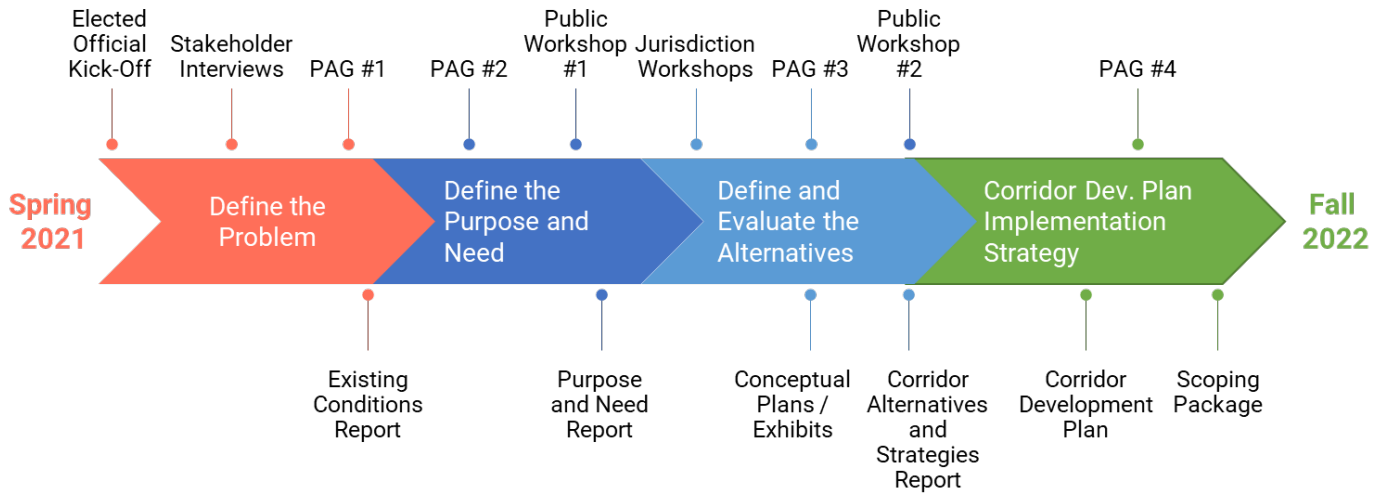 Elected
Official
Kick-Off
Stakeholder
Interviews
PAG #1
PAG #2
Public
Workshop
#1
Jurisdiction
Workshops
PAG #3
Public
Workshop
#2
PAG #4
Spring
2021
Define the
Problem
Define the
Purpose and
Need
Define and
Evaluate the
Alternatives
Corridor Dev. Plan
Implementation
Strategy
Fall
2022
Existing
Conditions
Report
Purpose
and Need
Report
Conceptual
Plans /
Exhibits
Corridor
Alternatives
and
Strategies
Report
Corridor
Development
Plan
Scoping
Package